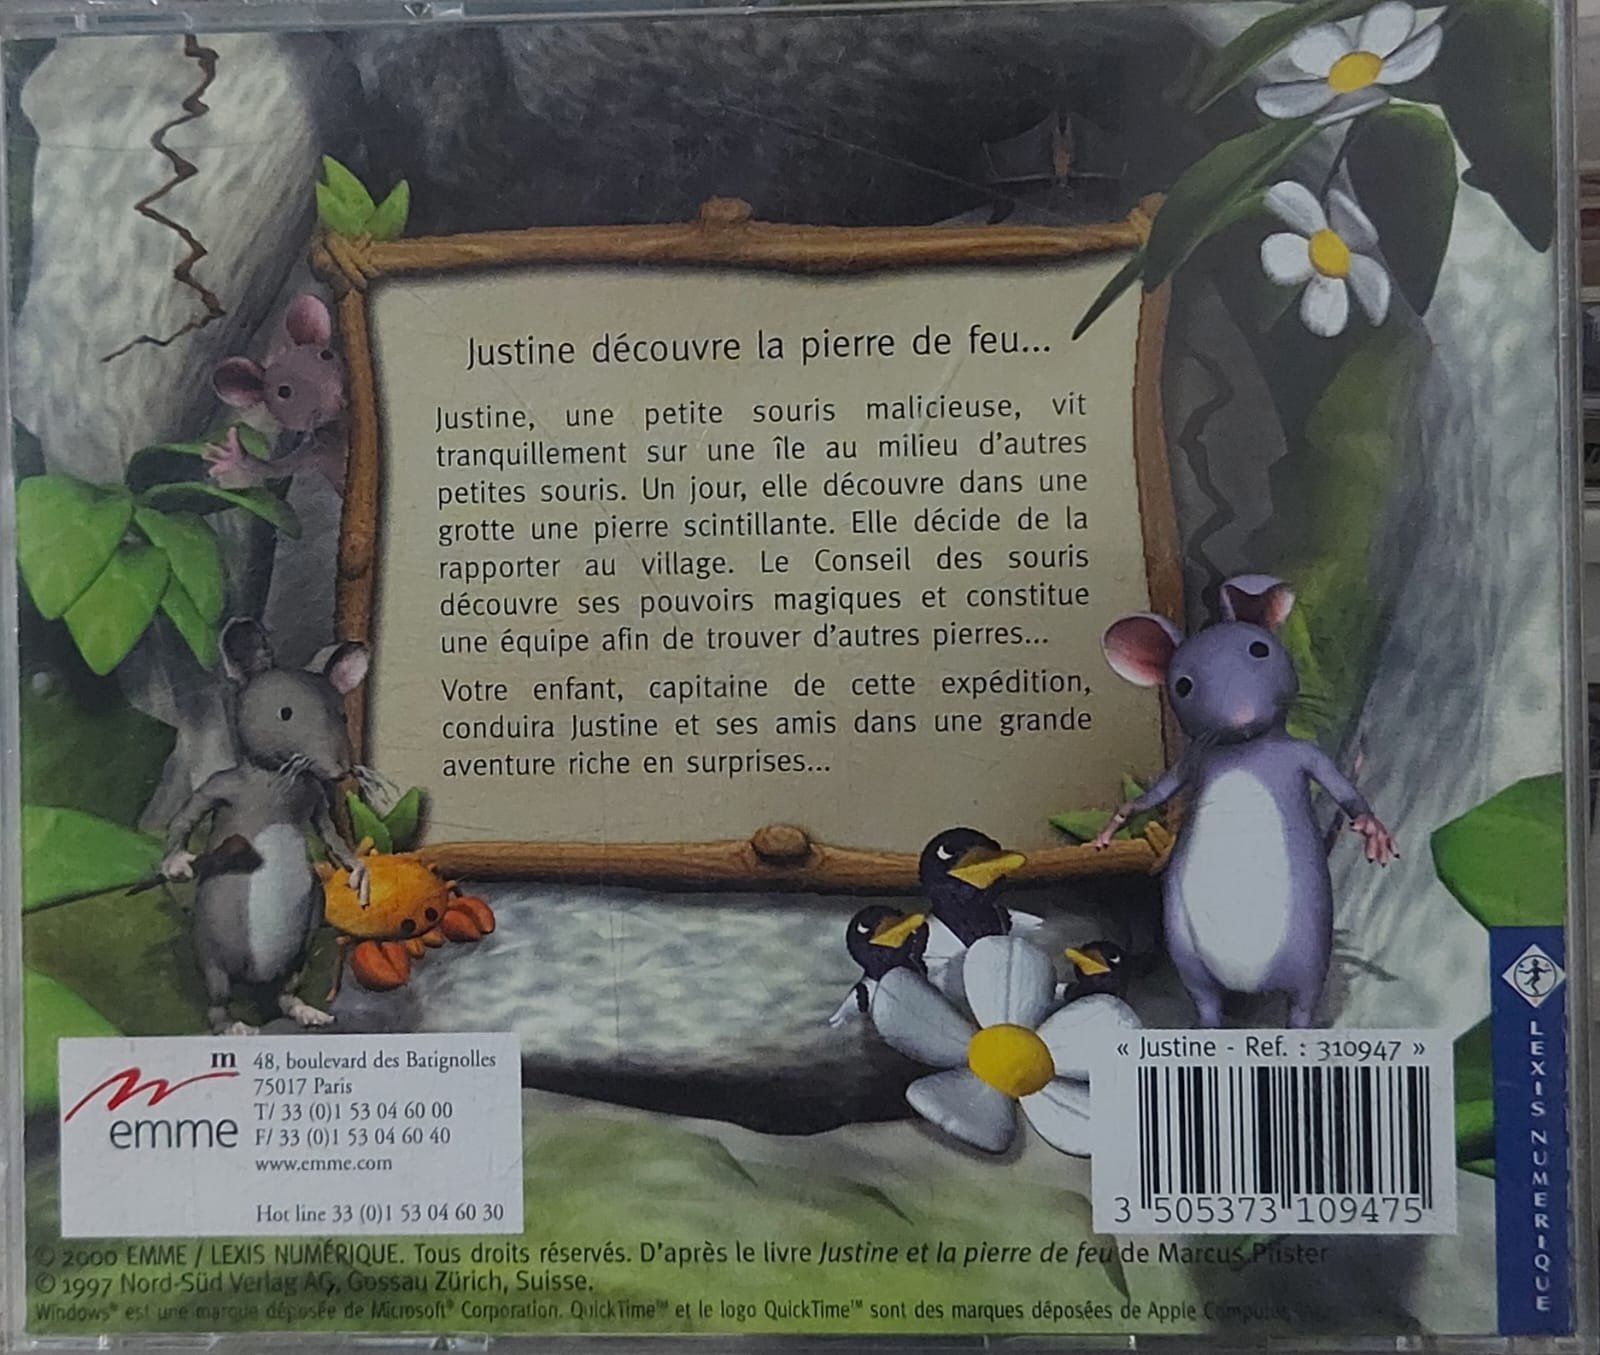 Justine découvre la pierre de feu...
Justine, une petite souris malicieuse, vit
tranquillement sur une île au milieu d'autres
petites souris. Un jour, elle découvre dans une
grotte une pierre scintillante. Elle décide de la
rapporter au village. Le Conseil des souris
découvre ses pouvoirs magiques et constitue
une équipe afin de trouver d'autres pierres...
Votre enfant, capitaine de cette expédition,
conduira Justine et ses amis dans une grande
aventure riche en surprises...
m
emme
48, boulevard des Batignolles
75017 Paris
T/ 33 (0)1 53 04 60 00
F/ 33 (0)1 53 04 60 40
www.emme.com
Hot line 33 (0)1 53 04 60 30
« Justine - Ref. : 310947 »
3 505373 109475
LEXIS NUMERIQUE
© 2000 EMME / LEXIS NUMÉRIQUE. Tous droits réservés. D'après le livre Justine et la pierre de feu de Marcus Pfister
© 1997 Nord-Süd Verlag AG, Gossau Zürich, Suisse.
Windows® est une marque déposée de Microsoft® Corporation. QuickTime™ et le logo QuickTime™ sont des marques déposées de Apple Computer